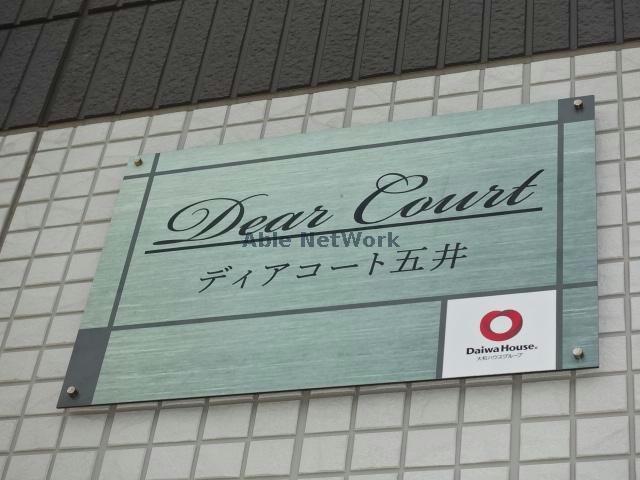 Dear Court
Able NetWork
ディアコート五井
Daiwa House®
大和ハウスグループ